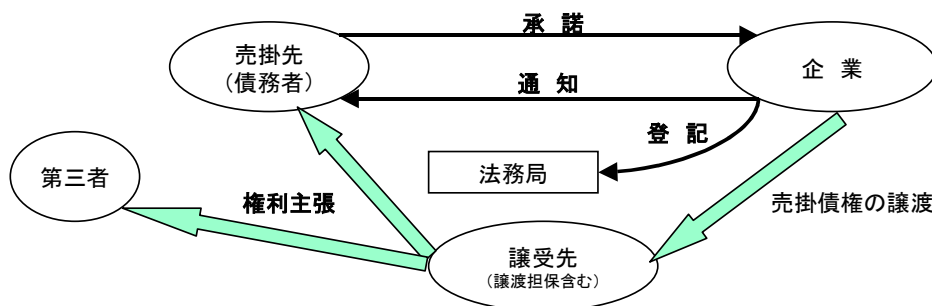 承 諾
売掛先
（債務者）
企 業
通 知
登 記
法務局
第三者
権利主張
売掛債権の譲渡
譲受先
（譲渡担保含む）